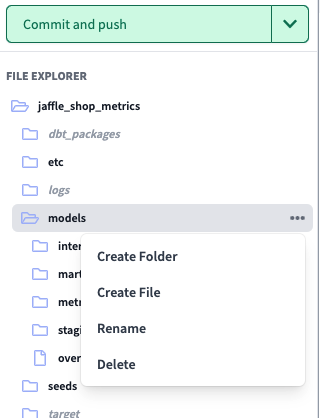 Commit and push
FILE EXPLORER
jaffle_shop_metrics
dbt_packages
etc
logs
models
Create Folder
Create File
Rename
Delete
seeds
target